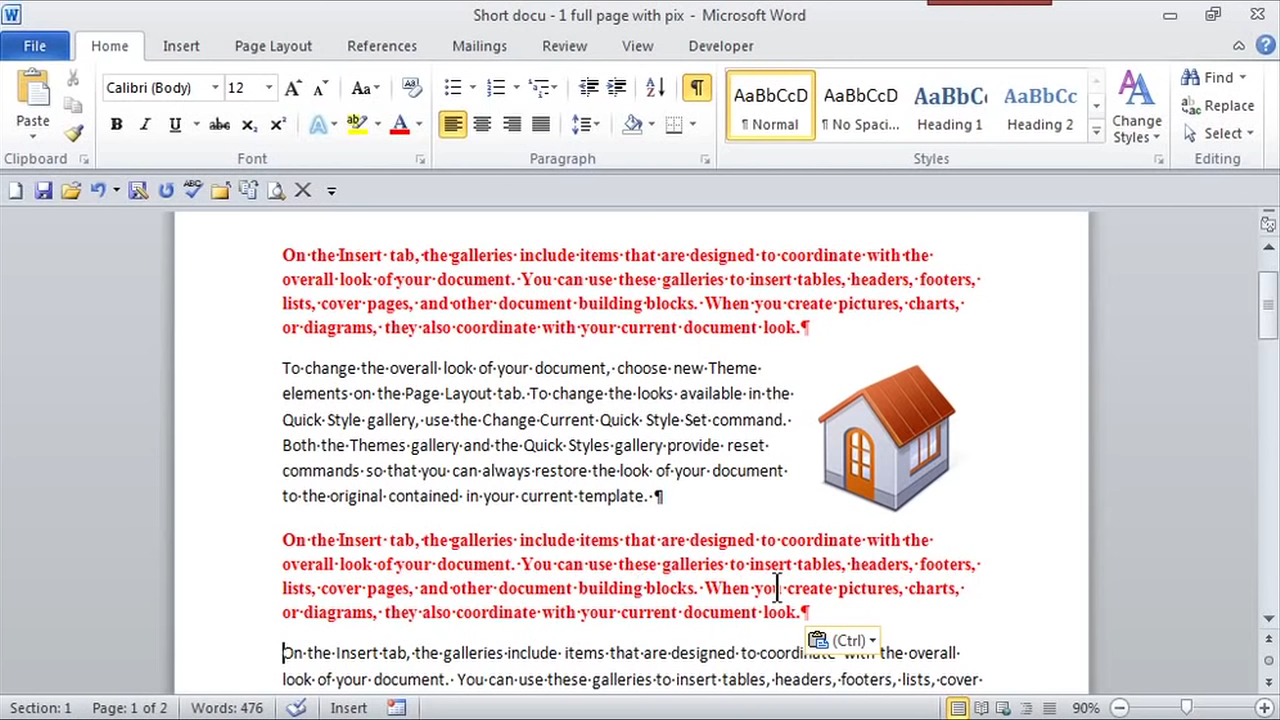 Short docu - 1 full page with pix - Microsoft Word
File Home Insert Page Layout References Mailings Review View Developer
Calibri (Body) 12
Paste
AaBbCcD AaBbCcD AaBbC AaBbCc
¶ Normal ¶ No Spaci... Heading 1 Heading 2
Change Styles
Find
Replace
Select
Clipboard Font Paragraph Styles Editing
On the Insert tab, the galleries include items that are designed to coordinate with the
overall look of your document. You can use these galleries to insert tables, headers, footers,
lists, cover pages, and other document building blocks. When you create pictures, charts,
or diagrams, they also coordinate with your current document look.¶
To change the overall look of your document, choose new Theme
elements on the Page Layout tab. To change the looks available in the
Quick Style gallery, use the Change Current Quick Style Set command.
Both the Themes gallery and the Quick Styles gallery provide reset
commands so that you can always restore the look of your document
to the original contained in your current template. ¶
On the Insert tab, the galleries include items that are designed to coordinate with the
overall look of your document. You can use these galleries to insert tables, headers, footers,
lists, cover pages, and other document building blocks. When you create pictures, charts,
or diagrams, they also coordinate with your current document look.¶
(Ctrl)
On the Insert tab, the galleries include items that are designed to coordinate with the overall
look of your document. You can use these galleries to insert tables, headers, footers, lists, cover
Section: 1 Page: 1 of 2 Words: 476 Insert 90%